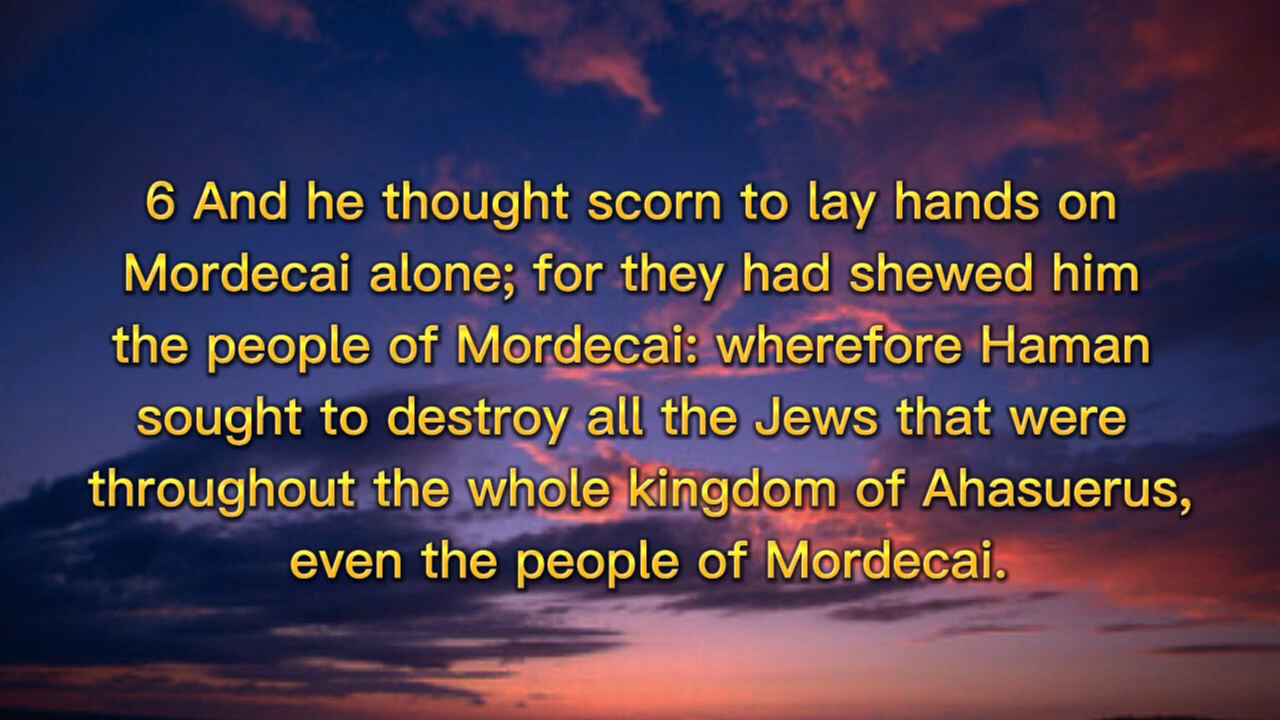 6 And he thought scorn to lay hands on
Mordecai alone; for they had shewed him
the people of Mordecai: wherefore Haman
sought to destroy all the Jews that were
throughout the whole kingdom of Ahasuerus,
even the people of Mordecai.